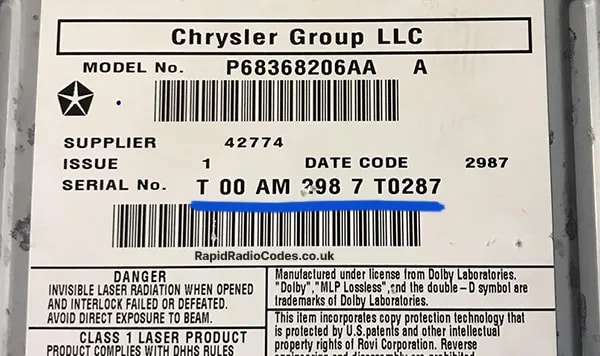 Chrysler Group LLC
MODEL No. P68368206AA A
SUPPLIER 42774
ISSUE 1 DATE CODE 2987
SERIAL No. T 00 AM 298 7 T0287
RapidRadioCodes.co.uk
DANGER
INVISIBLE LASER RADIATION WHEN OPENED
AND INTERLOCK FAILED OR DEFEATED.
AVOID DIRECT EXPOSURE TO BEAM.
CLASS 1 LASER PRODUCT
PRODUCT COMPLIES WITH DHHS RULES
Manufactured under license from Dolby Laboratories.
"Dolby","MLP Lossless",and the double-D symbol are
trademarks of Dolby Laboratories.
This item incorporates copy protection technology that
is protected by U.S.patents and other intellectual
property rights of Rovi Corporation. Reverse